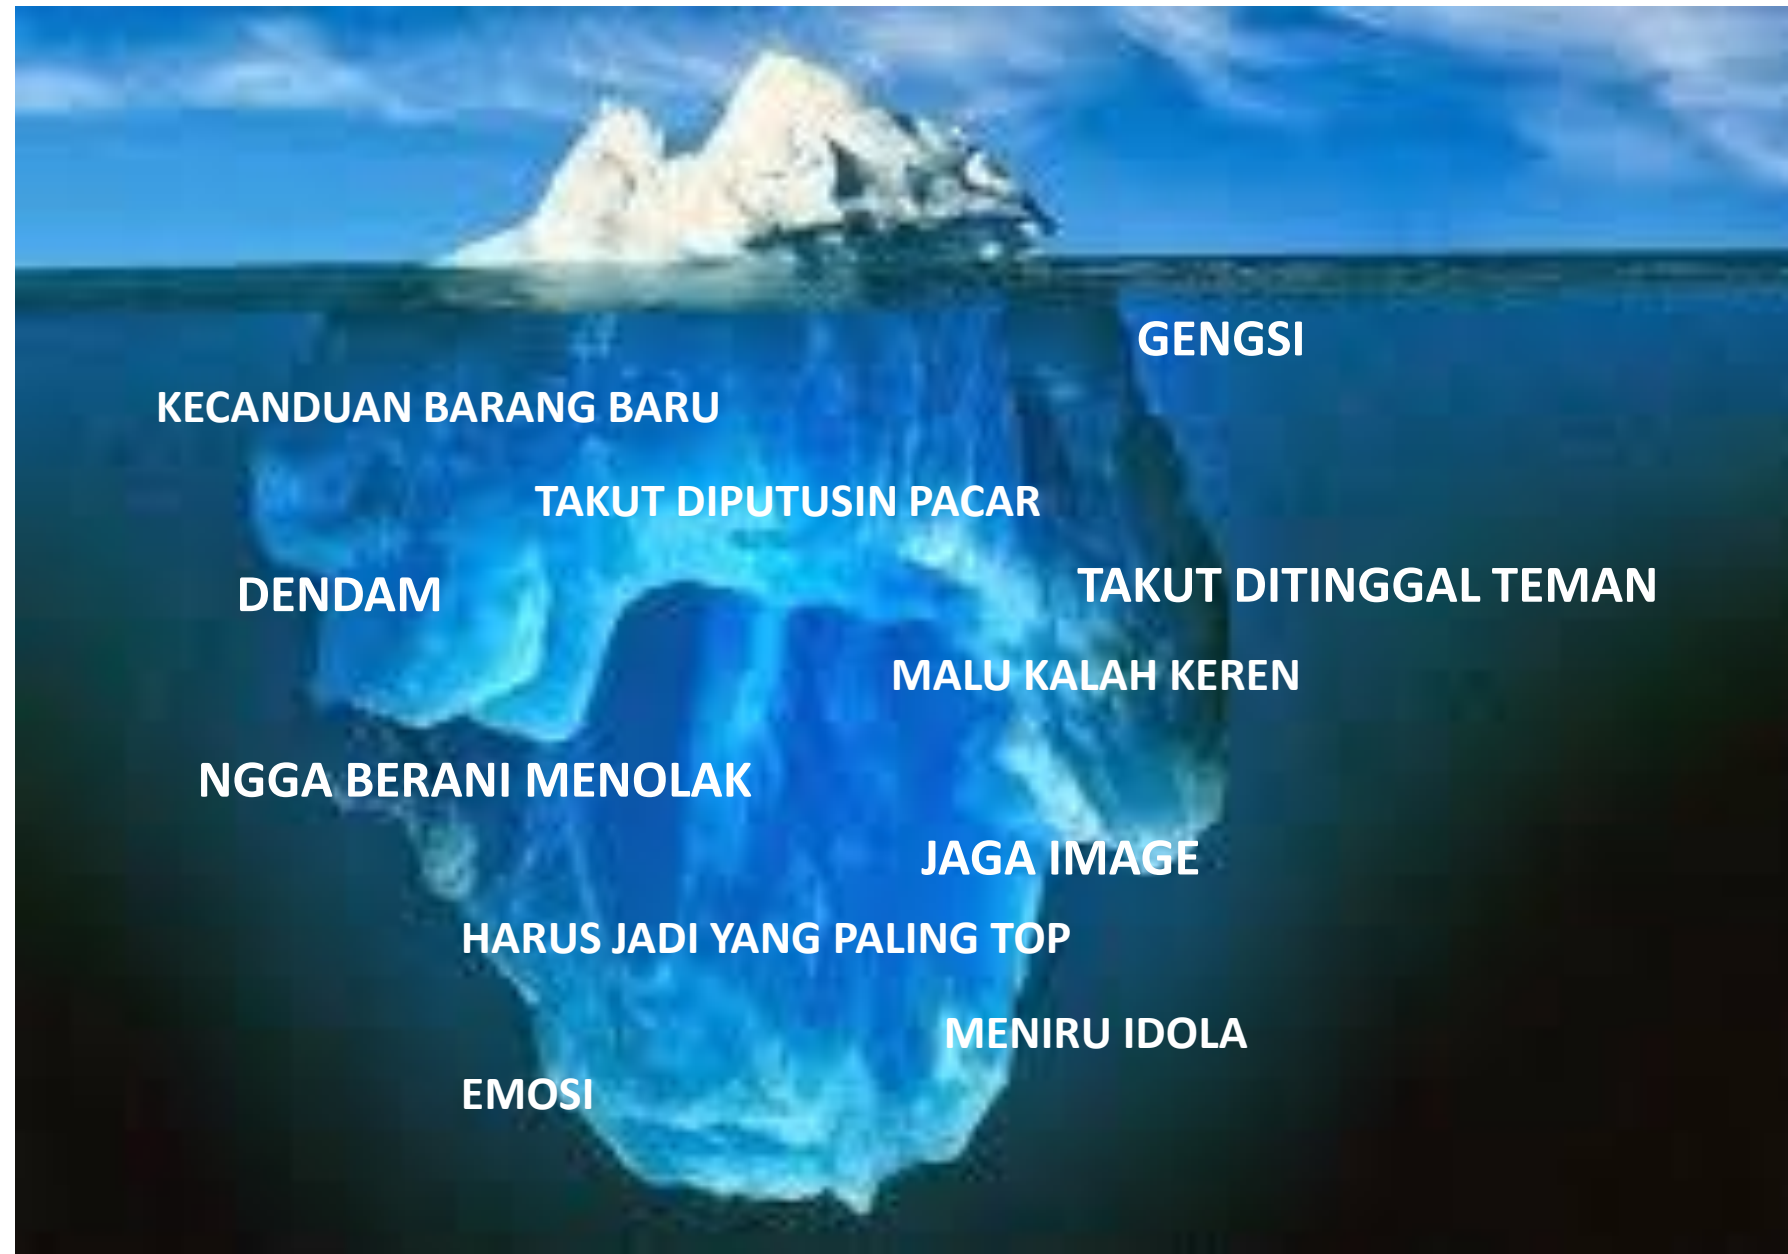 GENGSI
KECANDUAN BARANG BARU
TAKUT DIPUTUSIN PACAR
TAKUT DITINGGAL TEMAN
DENDAM
MALU KALAH KEREN
NGGA BERANI MENOLAK
JAGA IMAGE
HARUS JADI YANG PALING TOP
MENIRU IDOLA
EMOSI